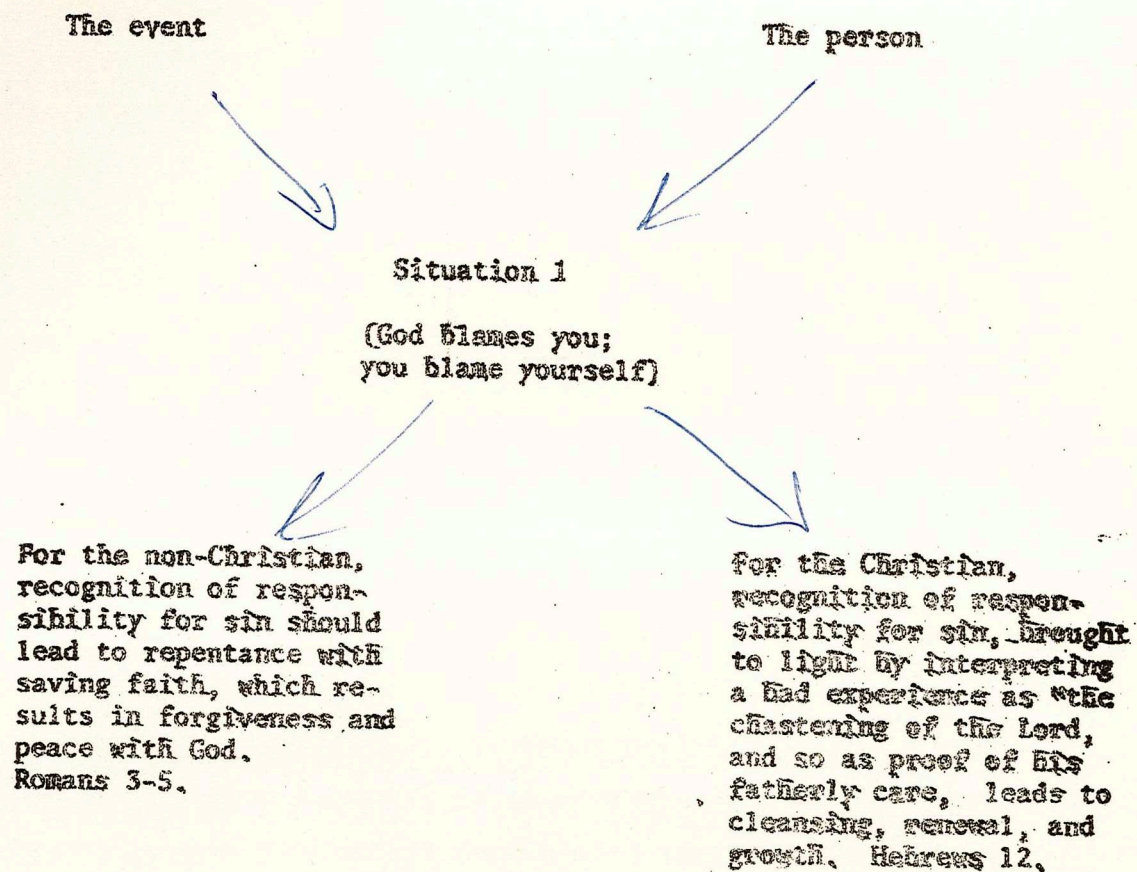 The event
The person
Situation 1
(God blames you;
you blame yourself)
For the non-Christian,
recognition of respon-
sibility for sin should
lead to repentance with
saving faith, which re-
sults in forgiveness and
peace with God.
Romans 3-5.
For the Christian,
recognition of respon-
sibility for sin, brought
to light by interpreting
a bad experience as "the
chastening of the Lord,
and so as proof of his
fatherly care, leads to
cleansing, renewal, and
growth. Hebrews 12.